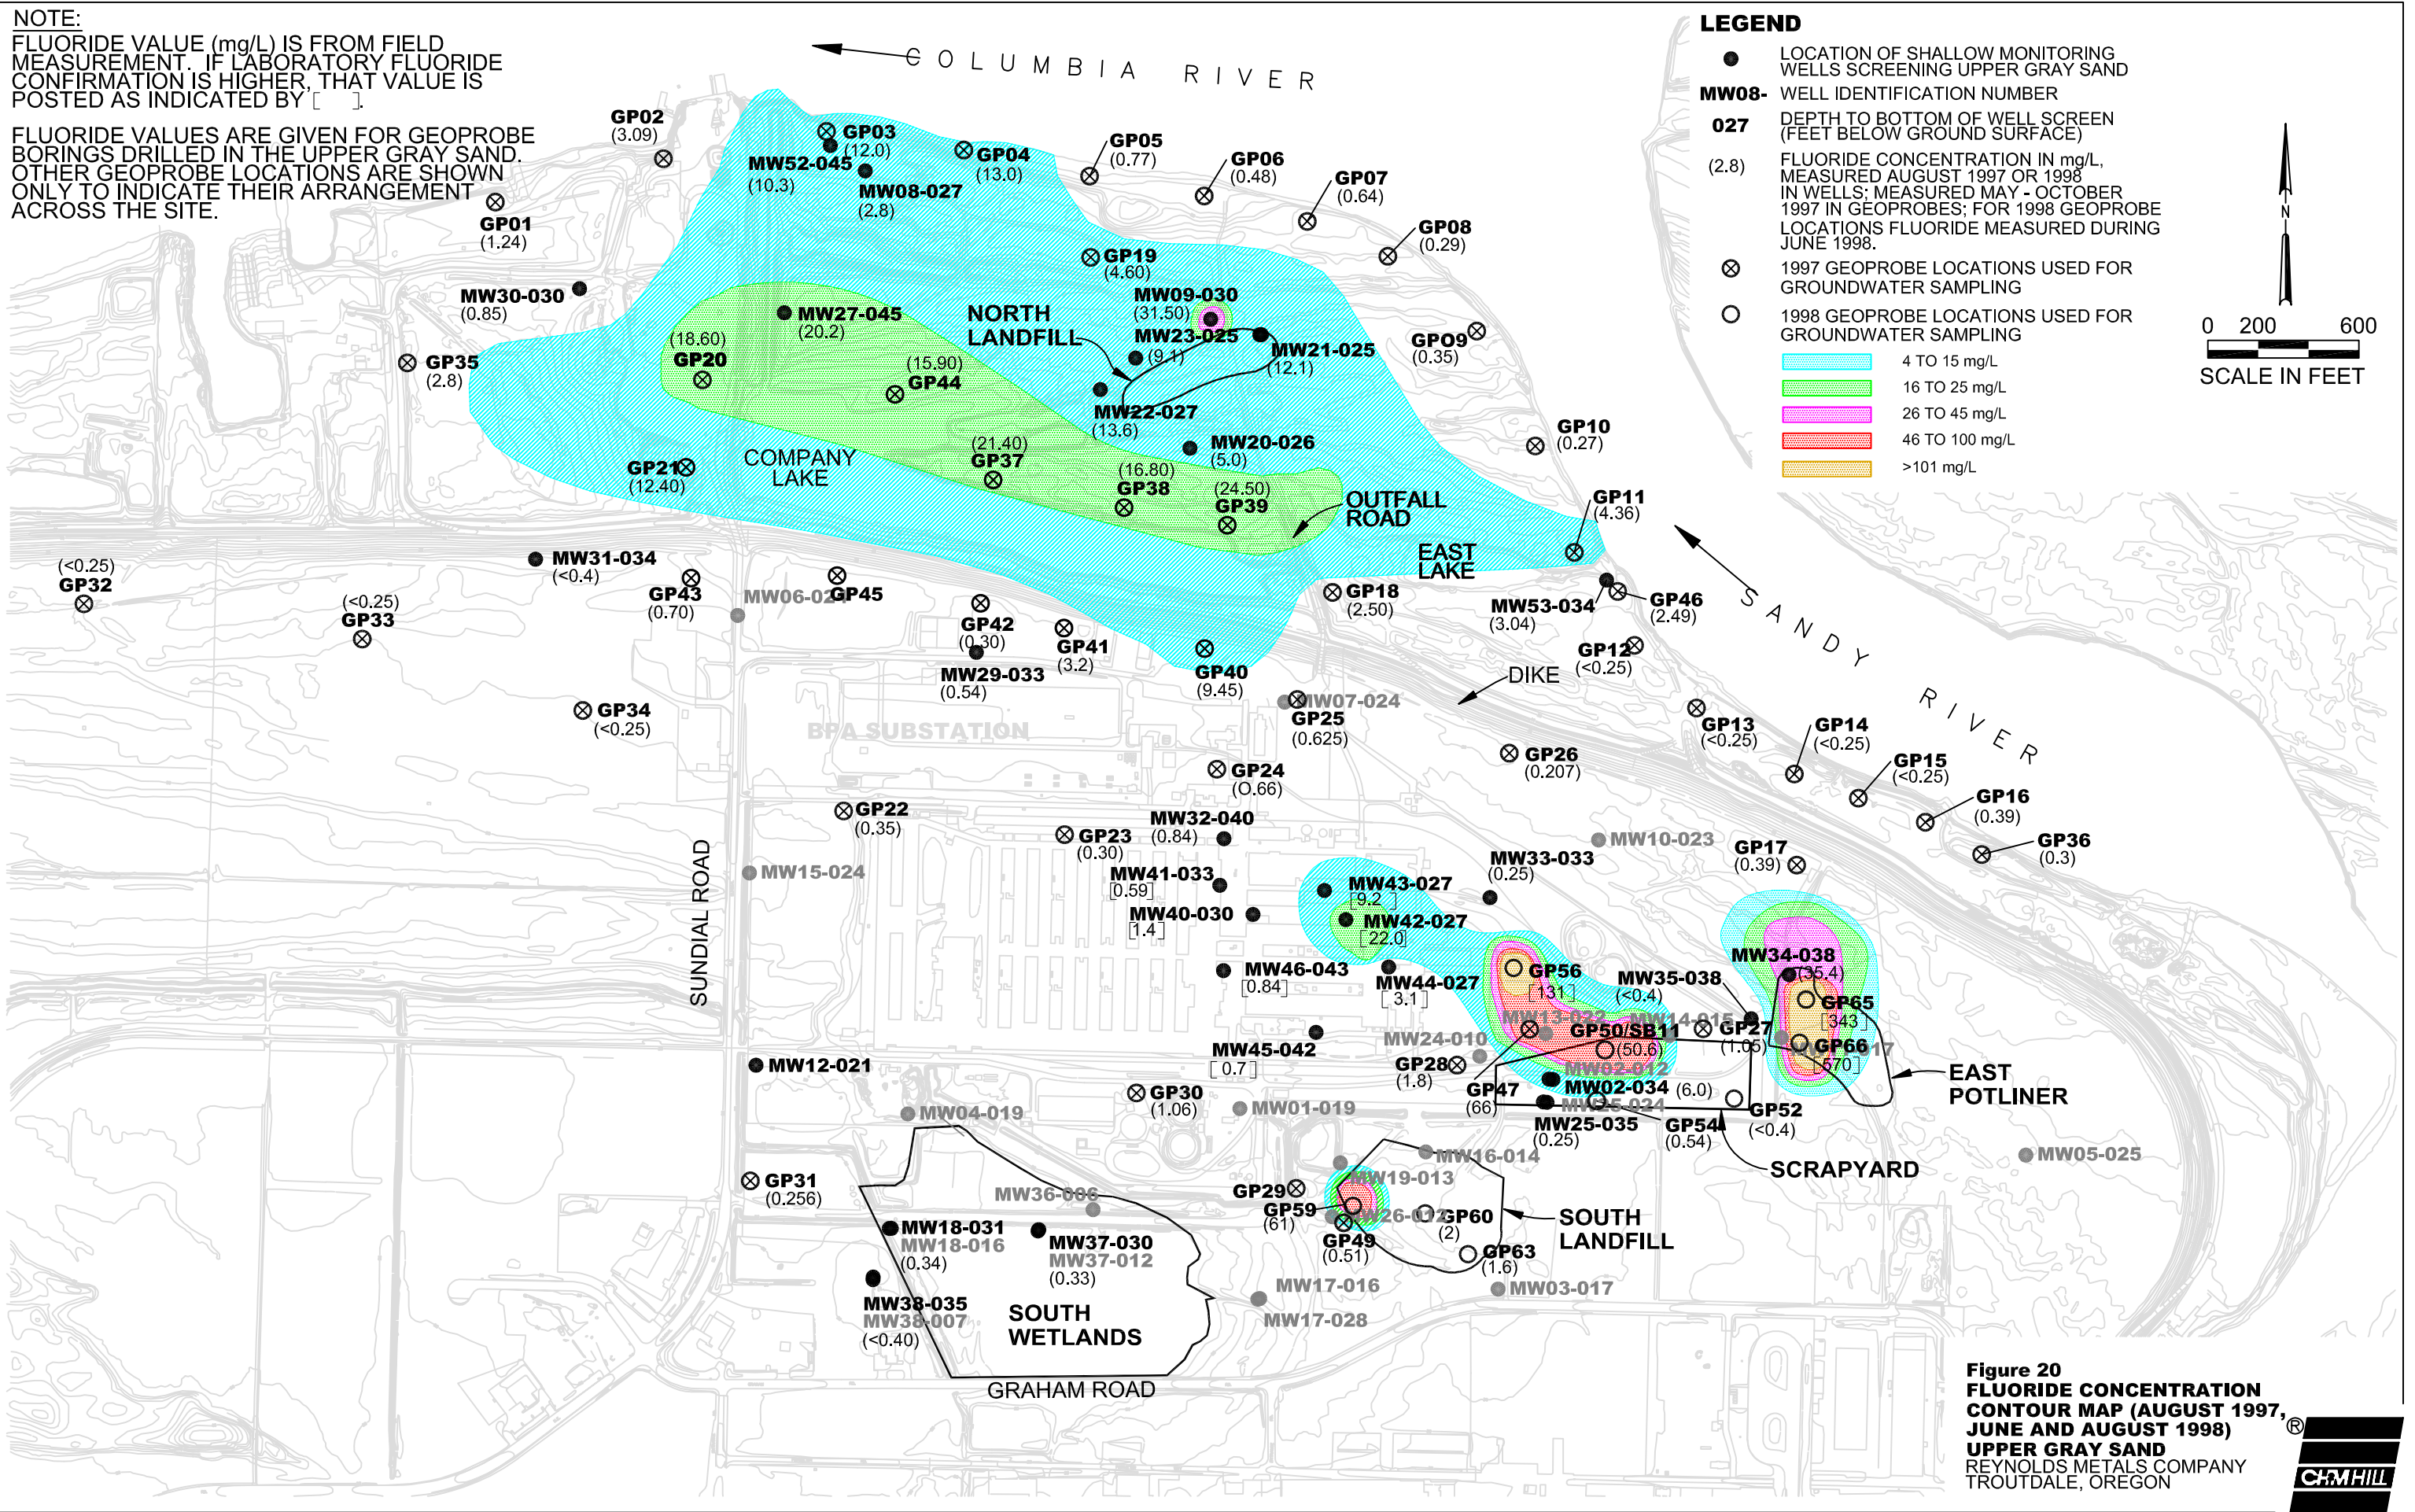 NOTE:
FLUORIDE VALUE (mg/L) IS FROM FIELD
MEASUREMENT. IF LABORATORY FLUORIDE
CONFIRMATION IS HIGHER, THAT VALUE IS
POSTED AS INDICATED BY [ ].
FLUORIDE VALUES ARE GIVEN FOR GEOPROBE
BORINGS DRILLED IN THE UPPER GRAY SAND.
OTHER GEOPROBE LOCATIONS ARE SHOWN
ONLY TO INDICATE THEIR ARRANGEMENT
ACROSS THE SITE.
COLUMBIA RIVER
LEGEND
LOCATION OF SHALLOW MONITORING
WELLS SCREENING UPPER GRAY SAND
MW08- WELL IDENTIFICATION NUMBER
027 DEPTH TO BOTTOM OF WELL SCREEN
(FEET BELOW GROUND SURFACE)
(2.8) FLUORIDE CONCENTRATION IN mg/L,
MEASURED AUGUST 1997 OR 1998
IN WELLS; MEASURED MAY - OCTOBER
1997 IN GEOPROBES; FOR 1998 GEOPROBE
LOCATIONS FLUORIDE MEASURED DURING
JUNE 1998.
1997 GEOPROBE LOCATIONS USED FOR
GROUNDWATER SAMPLING
1998 GEOPROBE LOCATIONS USED FOR
GROUNDWATER SAMPLING
4 TO 15 mg/L
16 TO 25 mg/L
26 TO 45 mg/L
46 TO 100 mg/L
>101 mg/L
N
0 200 600
SCALE IN FEET
GP02
(3.09)
GP03
(12.0)
MW52-045
(10.3)
MW08-027
(2.8)
GP04
(13.0)
GP05
(0.77)
GP06
(0.48)
GP07
(0.64)
GP08
(0.29)
GP01
(1.24)
GP19
(4.60)
MW30-030
(0.85)
MW27-045
(20.2)
NORTH
LANDFILL
MW09-030
(31.50)
MW23-025
(9.1)
MW21-025
(12.1)
GPO9
(0.35)
GP35
(2.8)
(18.60)
GP20
(15.90)
GP44
MW22-027
(13.6)
MW20-026
(5.0)
GP10
(0.27)
GP21
(12.40)
COMPANY
LAKE
(21.40)
GP37
(16.80)
GP38
(24.50)
GP39
OUTFALL
ROAD
GP11
(4.36)
EAST
LAKE
SANDY RIVER
(<0.25)
GP32
MW31-034
(<0.4)
(<0.25)
GP33
GP43
(0.70)
MW06-024
GP45
GP42
(0.30)
MW29-033
(0.54)
GP41
(3.2)
GP40
(9.45)
GP18
(2.50)
MW53-034
(3.04)
GP46
(2.49)
GP12
(<0.25)
DIKE
GP34
(<0.25)
BPA SUBSTATION
MW07-024
GP25
(0.625)
GP13
(<0.25)
GP14
(<0.25)
GP15
(<0.25)
GP16
(0.39)
GP36
(0.3)
GP24
(O.66)
GP26
(0.207)
GP22
(0.35)
GP23
(0.30)
MW32-040
(0.84)
MW10-023
GP17
(0.39)
SUNDIAL ROAD
MW15-024
MW41-033
[0.59]
MW40-030
[1.4]
MW43-027
[9.2 ]
MW42-027
[22.0]
MW33-033
(0.25)
MW46-043
[0.84]
MW44-027
[ 3.1 ]
GP56
[131]
MW35-038
(<0.4)
MW34-038
(35.4)
GP65
[343 ]
GP66
[570]
MW13-022
MW14-015
GP50/SB11
(50.6)
GP27
(1.05)
MW45-042
[ 0.7 ]
MW24-010
GP28
(1.8)
GP47
(66)
MW02-012
MW02-034
(6.0)
MW25-024
MW25-035
(0.25)
GP54
(0.54)
GP52
(<0.4)
EAST
POTLINER
SCRAPYARD
MW12-021
MW04-019
GP30
(1.06)
MW01-019
MW16-014
MW19-013
MW05-025
GP31
(0.256)
MW36-006
GP29
GP59
(61)
MW26-012
GP49
(0.51)
GP60
(2)
GP63
(1.6)
SOUTH
LANDFILL
MW18-031
MW18-016
(0.34)
MW37-030
MW37-012
(0.33)
MW38-035
MW38-007
(<0.40)
SOUTH
WETLANDS
MW17-016
MW17-028
MW03-017
GRAHAM ROAD
Figure 20
FLUORIDE CONCENTRATION
CONTOUR MAP (AUGUST 1997,
JUNE AND AUGUST 1998)
UPPER GRAY SAND
REYNOLDS METALS COMPANY
TROUTDALE, OREGON
®
CH2MHILL